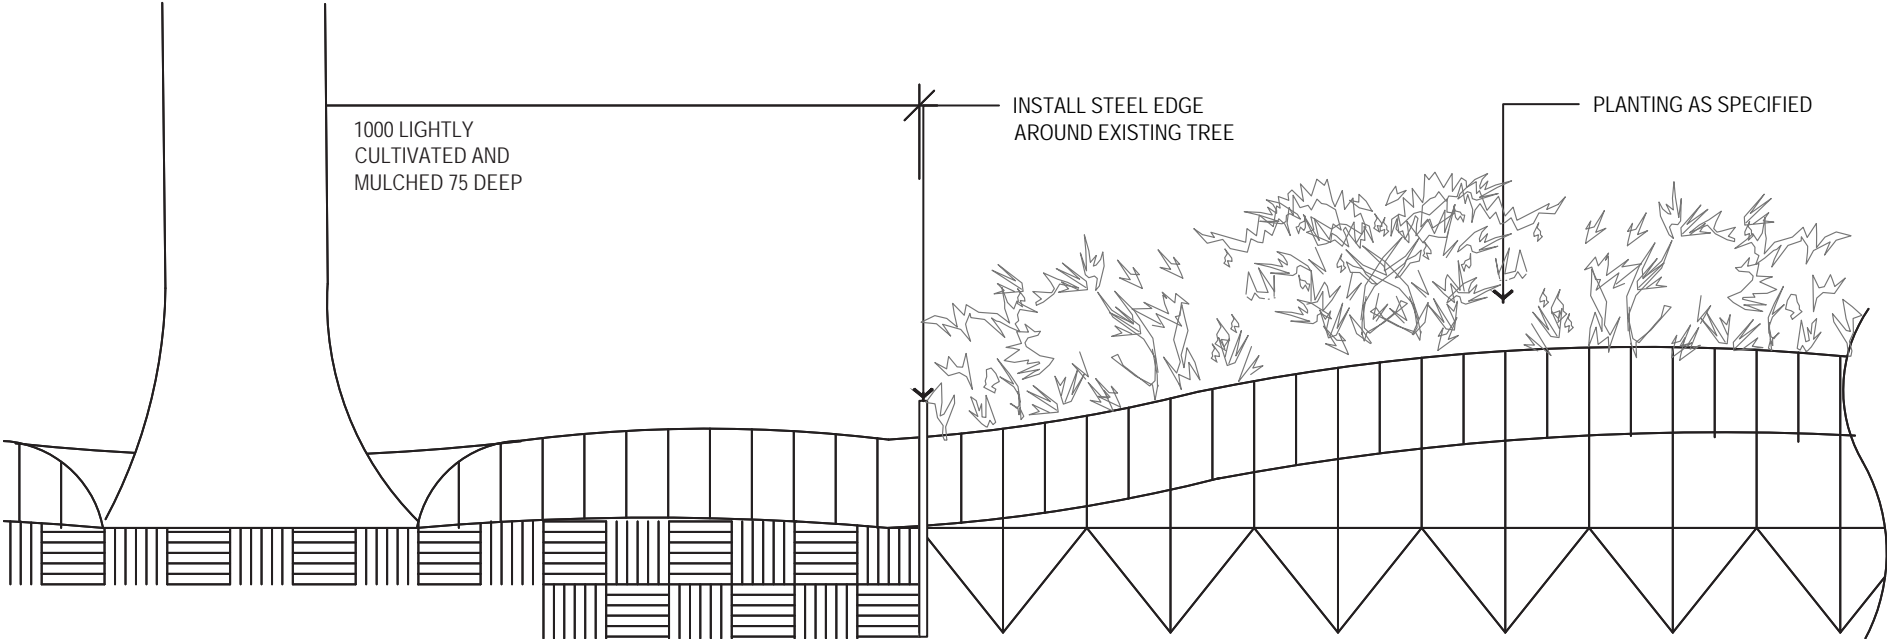 1000 LIGHTLY
CULTIVATED AND
MULCHED 75 DEEP
INSTALL STEEL EDGE
AROUND EXISTING TREE
PLANTING AS SPECIFIED